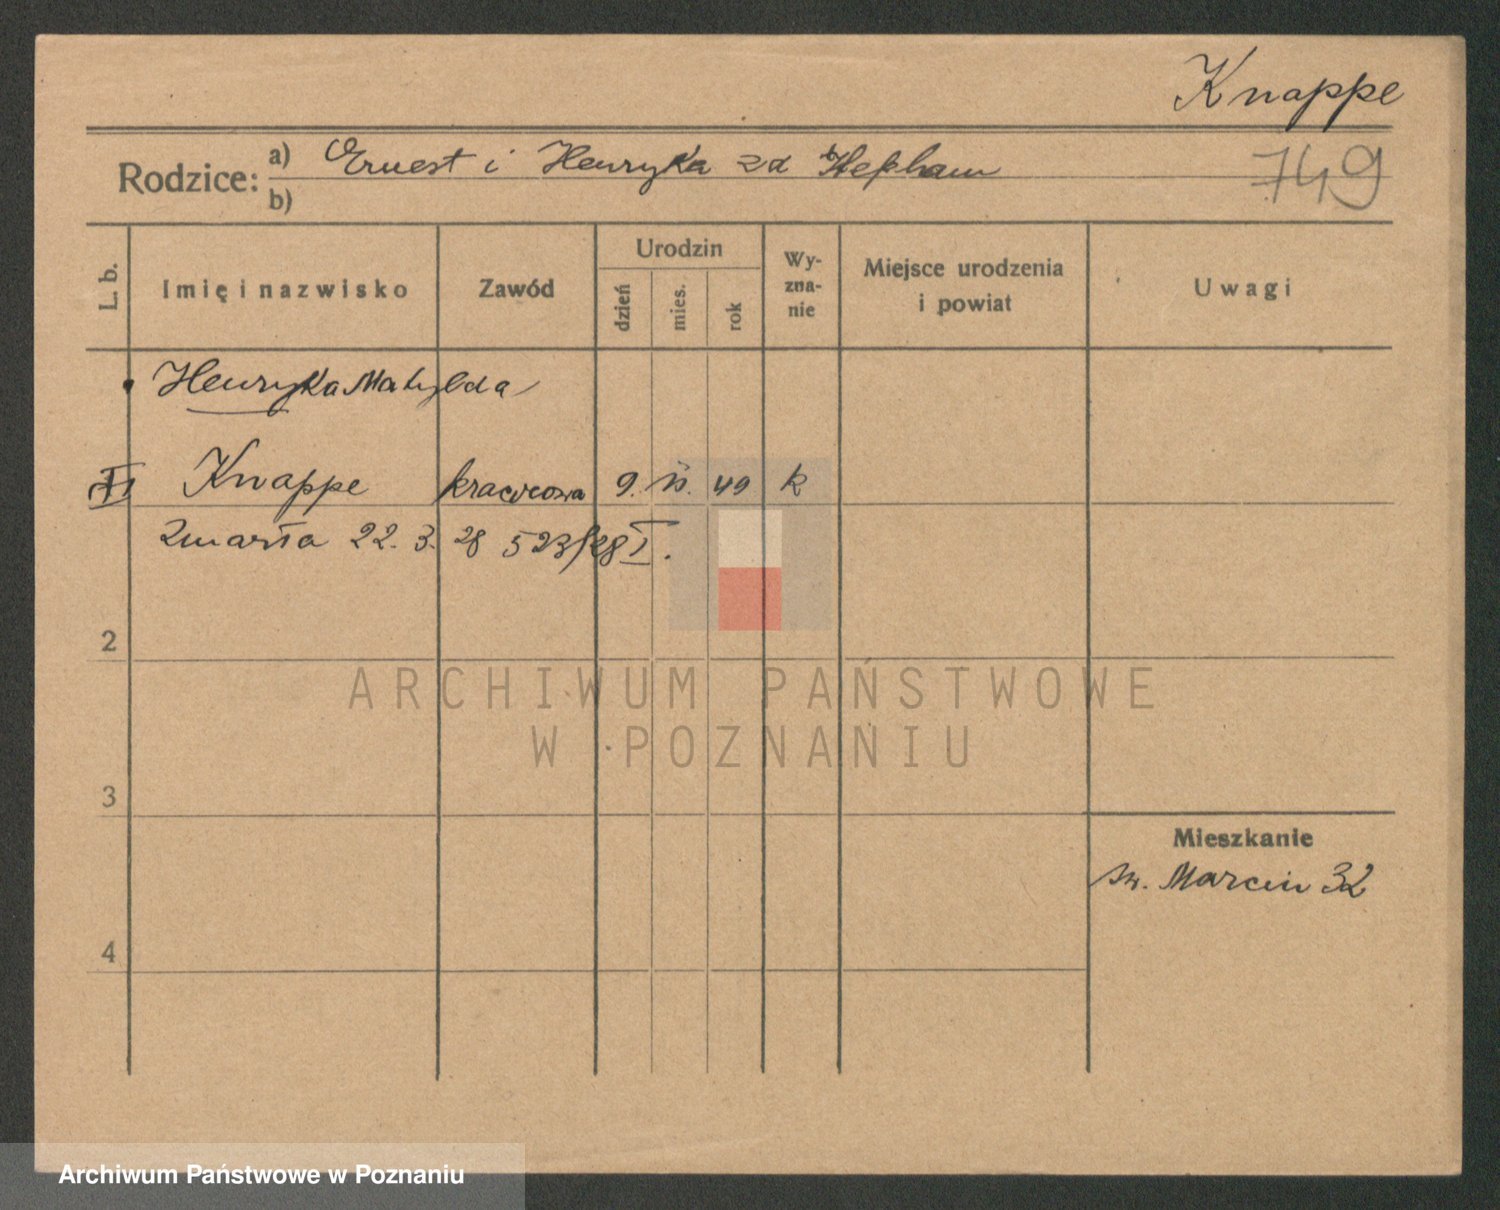 Knappe
Rodzice: a) Ernest i Henryka zd Hepham
b)
749
L. b.
Imię i nazwisko
Zawód
Urodzin
dzień
mies.
rok
Wy-
zna-
nie
Miejsce urodzenia
i powiat
Uwagi
Henryka Matylda
Knappe krawcowa 9. 49 k
zmarła 22. 3. 28 523/28 I.
2
3
4
Mieszkanie
św. Marcin 32
ARCHIWUM PAŃSTWOWE
W POZNANIU
Archiwum Państwowe w Poznaniu